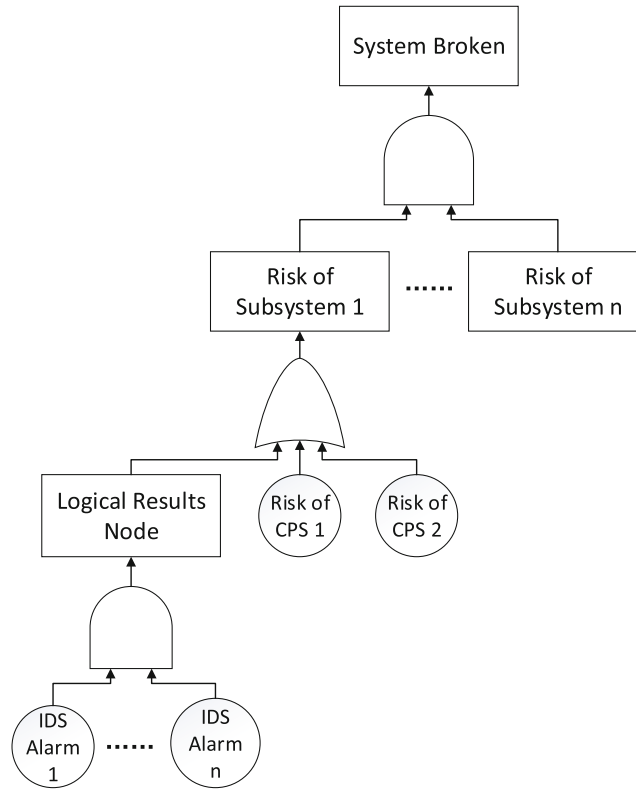 System Broken
Risk of
Subsystem 1
......
Risk of
Subsystem n
Logical Results
Node
Risk of
CPS 1
Risk of
CPS 2
IDS
Alarm
1
......
IDS
Alarm
n